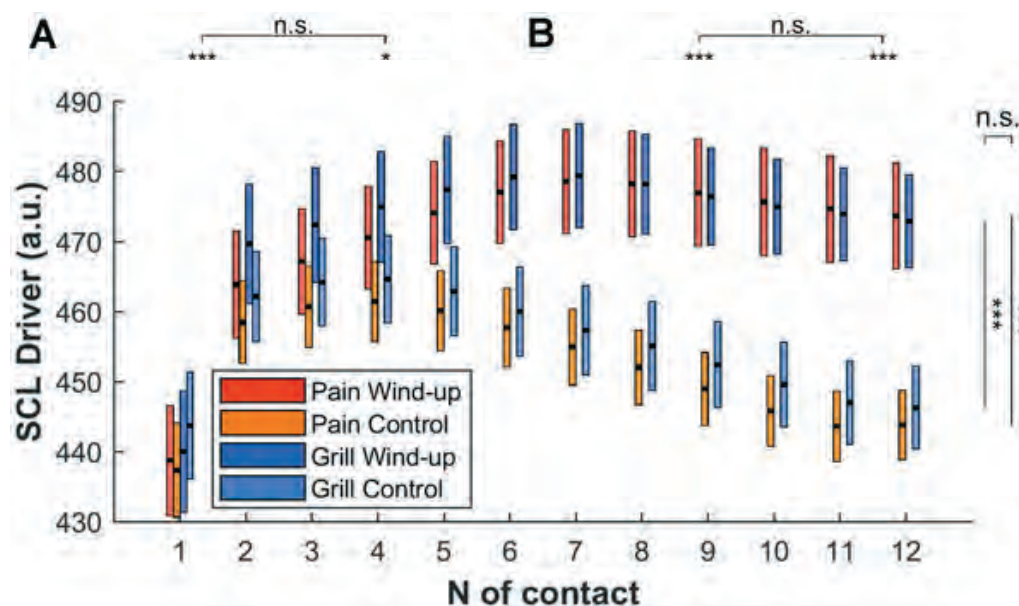 A
n.s.
***
*
B
n.s.
***
***
490
480
470
460
450
440
430
SCL Driver (a.u.)
Pain Wind-up
Pain Control
Grill Wind-up
Grill Control
1 2 3 4 5 6 7 8 9 10 11 12
N of contact
n.s.
***